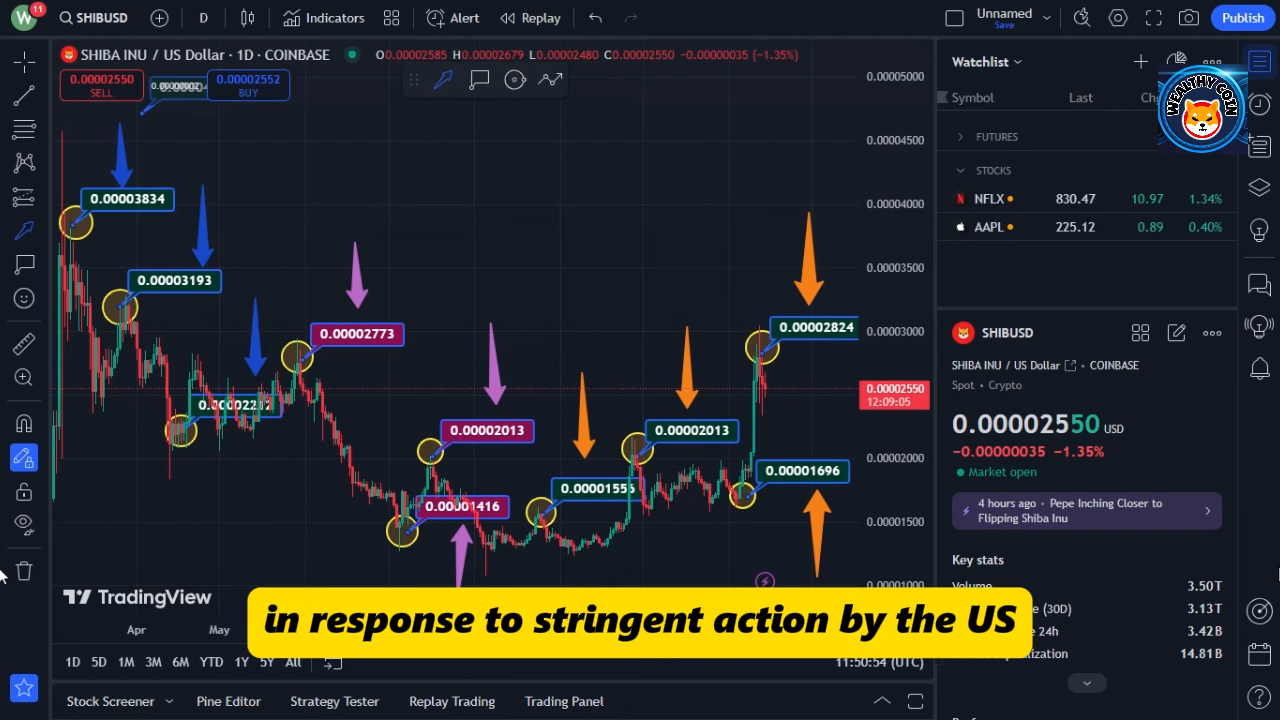 W 11 SHIBUSD D Indicators Alert Replay Unnamed Save Publish
SHIBA INU / US Dollar · 1D · COINBASE O0.00002585 H0.00002679 L0.00002480 C0.00002550 −0.00000035 (−1.35%)
0.00002550 SELL
0.00002552 BUY
0.00005000
0.00004500
0.00004000
0.00003500
0.00003000
0.00002550
12:09:05
0.00002000
0.00001500
0.00003834
0.00003193
0.00002773
0.00002824
0.00002212
0.00002013
0.00002013
0.00001696
0.00001416
0.00001556
TradingView
in response to stringent action by the US
Apr May
1D 5D 1M 3M 6M YTD 1Y 5Y All
11:50:54 (UTC)
Stock Screener Pine Editor Strategy Tester Replay Trading Trading Panel
Watchlist
WEALTHY COIN
Symbol Last
FUTURES
STOCKS
NFLX 830.47 10.97 1.34%
AAPL 225.12 0.89 0.40%
SHIBUSD
SHIBA INU / US Dollar · COINBASE
Spot · Crypto
0.00002550 USD
−0.00000035 −1.35%
Market open
4 hours ago · Pepe Inching Closer to
Flipping Shiba Inu
Key stats
3.50T
(30D) 3.13T
24h 3.42B
14.81B